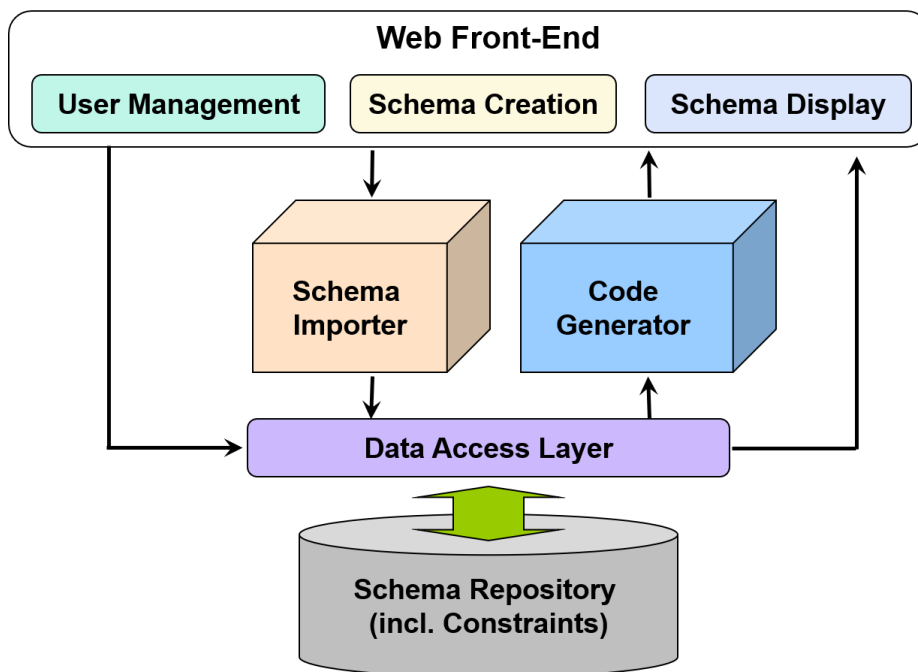 Web Front-End
User Management
Schema Creation
Schema Display
Schema
Importer
Code
Generator
Data Access Layer
Schema Repository
(incl. Constraints)